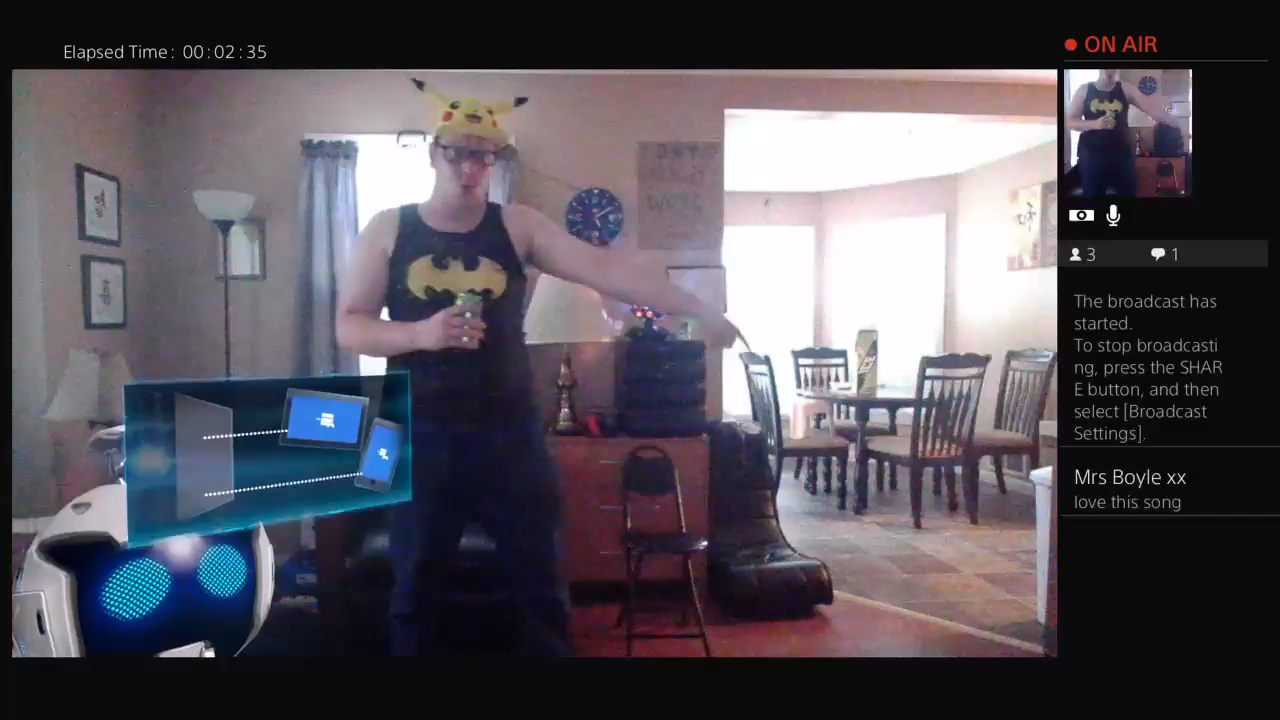 Elapsed Time: 00:02:35
ON AIR
3
1
The broadcast has
started.
To stop broadcasti
ng, press the SHAR
E button, and then
select [Broadcast
Settings].
Mrs Boyle xx
love this song